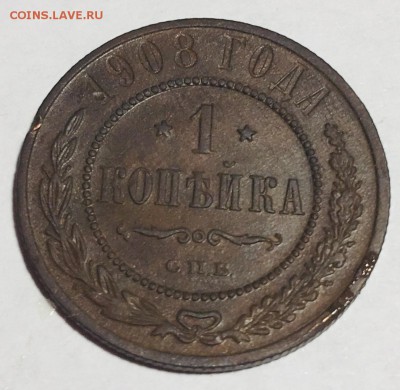 COINS.LAVE.RU
1908 ГОДА
1
КОПѢЙКА
С.П.Б.